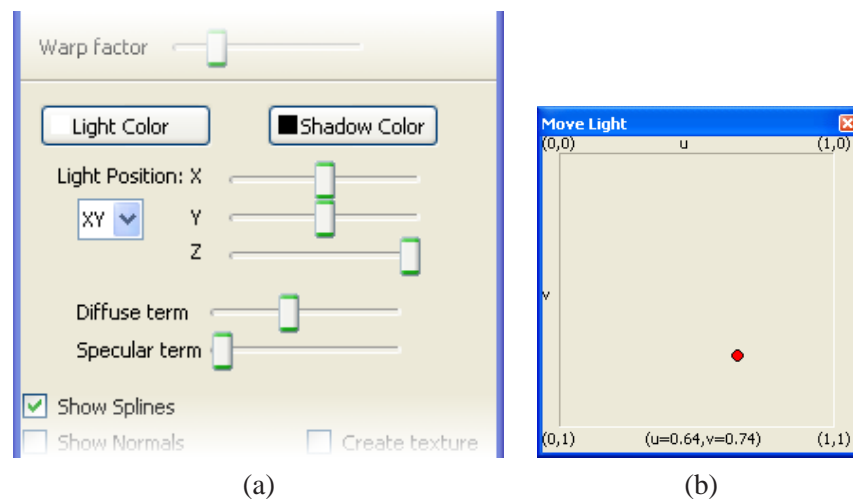 Warp factor
Light Color
Shadow Color
Light Position: X
XY
Y
Z
Diffuse term
Specular term
Show Splines
Show Normals
Create texture
(a)
Move Light
(0,0) u (1,0)
v
(0,1) (u=0.64,v=0.74) (1,1)
(b)